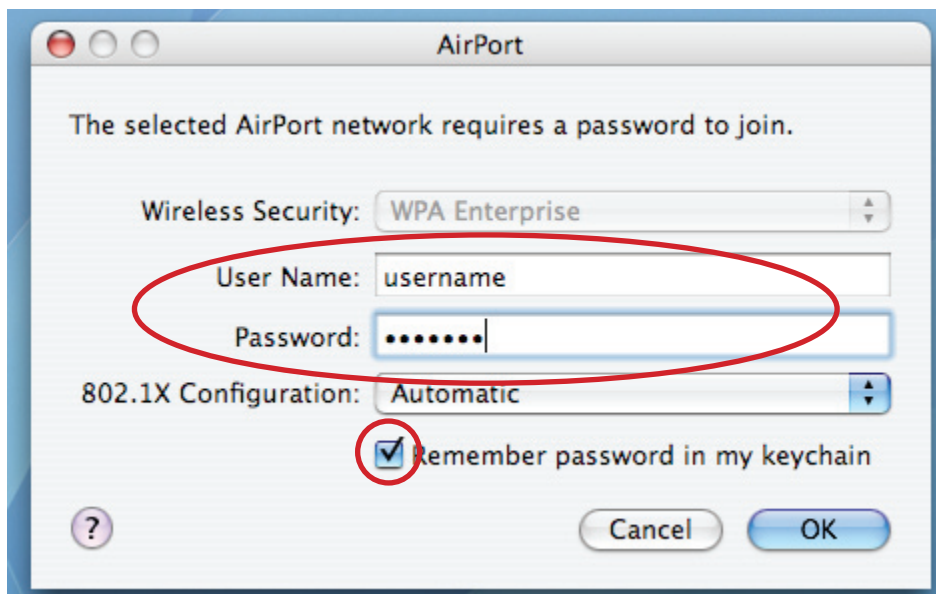 AirPort
The selected AirPort network requires a password to join.
Wireless Security: WPA Enterprise
User Name: username
Password: •••••••
802.1X Configuration: Automatic
Remember password in my keychain
? Cancel OK